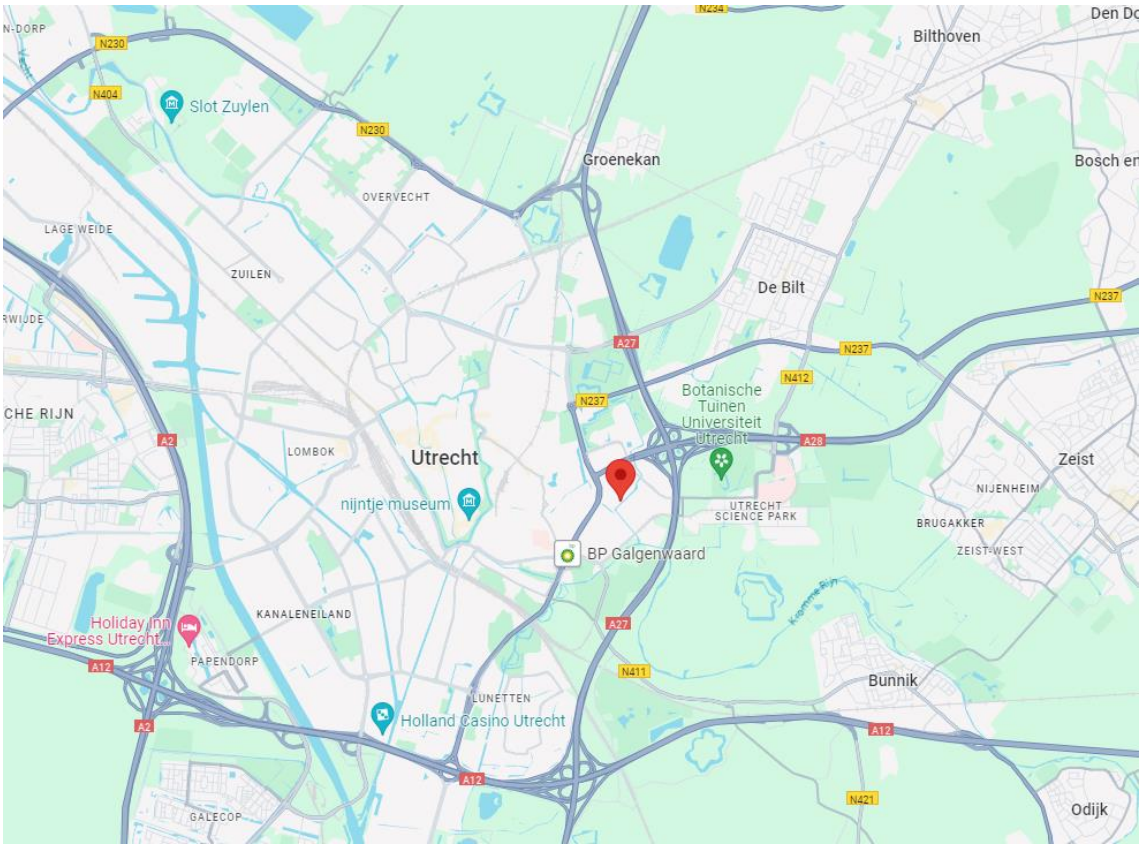 N234
Den Do
N-DORP
Bilthoven
N230
Vecht
N404
Slot Zuylen
N230
Groenekan
Bosch en
OVERVECHT
LAGE WEIDE
ZUILEN
De Bilt
N237
RWIJDE
A27
N237
N412
Botanische
Tuinen
Universiteit
Utrecht
N237
CHE RIJN
A2
A28
LOMBOK
Utrecht
Zeist
NIJENHEIM
nijntje museum
UTRECHT
SCIENCE PARK
BRUGAKKER
BP Galgenwaard
ZEIST-WEST
Kromme Rijn
KANALENEILAND
Holiday Inn
Express Utrecht...
A27
PAPENDORP
A12
N411
Bunnik
LUNETTEN
Holland Casino Utrecht
A2
A12
A12
N421
Odijk
GALECOP